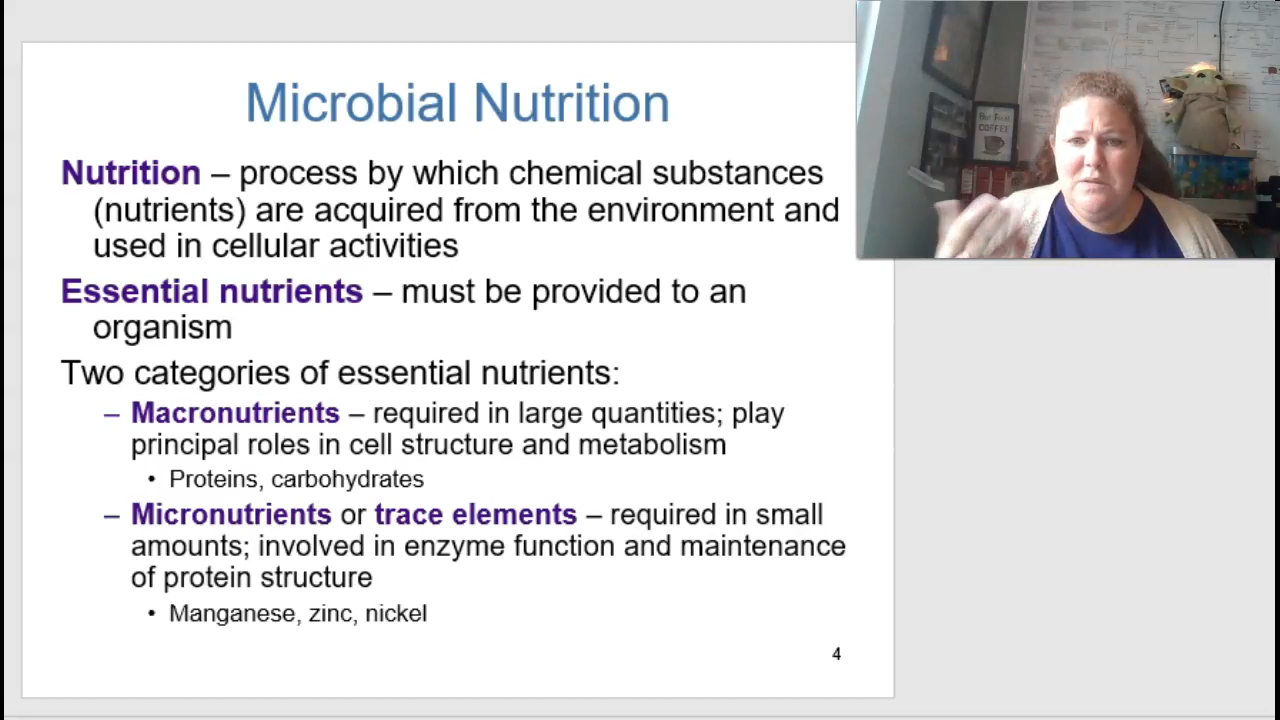 Microbial Nutrition
Nutrition – process by which chemical substances
(nutrients) are acquired from the environment and
used in cellular activities
Essential nutrients – must be provided to an
organism
Two categories of essential nutrients:
– Macronutrients – required in large quantities; play
principal roles in cell structure and metabolism
• Proteins, carbohydrates
– Micronutrients or trace elements – required in small
amounts; involved in enzyme function and maintenance
of protein structure
• Manganese, zinc, nickel
4
But First
COFFEE